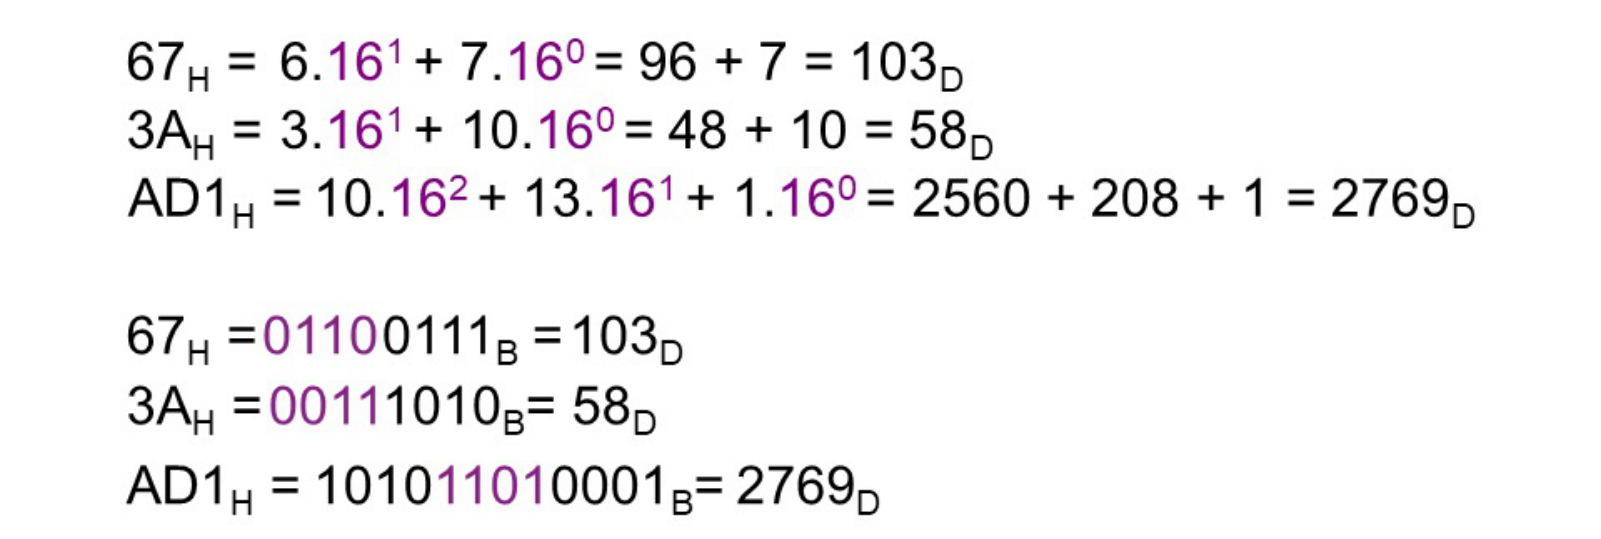 67H = 6.16¹ + 7.16⁰ = 96 + 7 = 103D
3AH = 3.16¹ + 10.16⁰ = 48 + 10 = 58D
AD1H = 10.16² + 13.16¹ + 1.16⁰ = 2560 + 208 + 1 = 2769D
67H =01100111B =103D
3AH =00111010B= 58D
AD1H = 101011010001B= 2769D